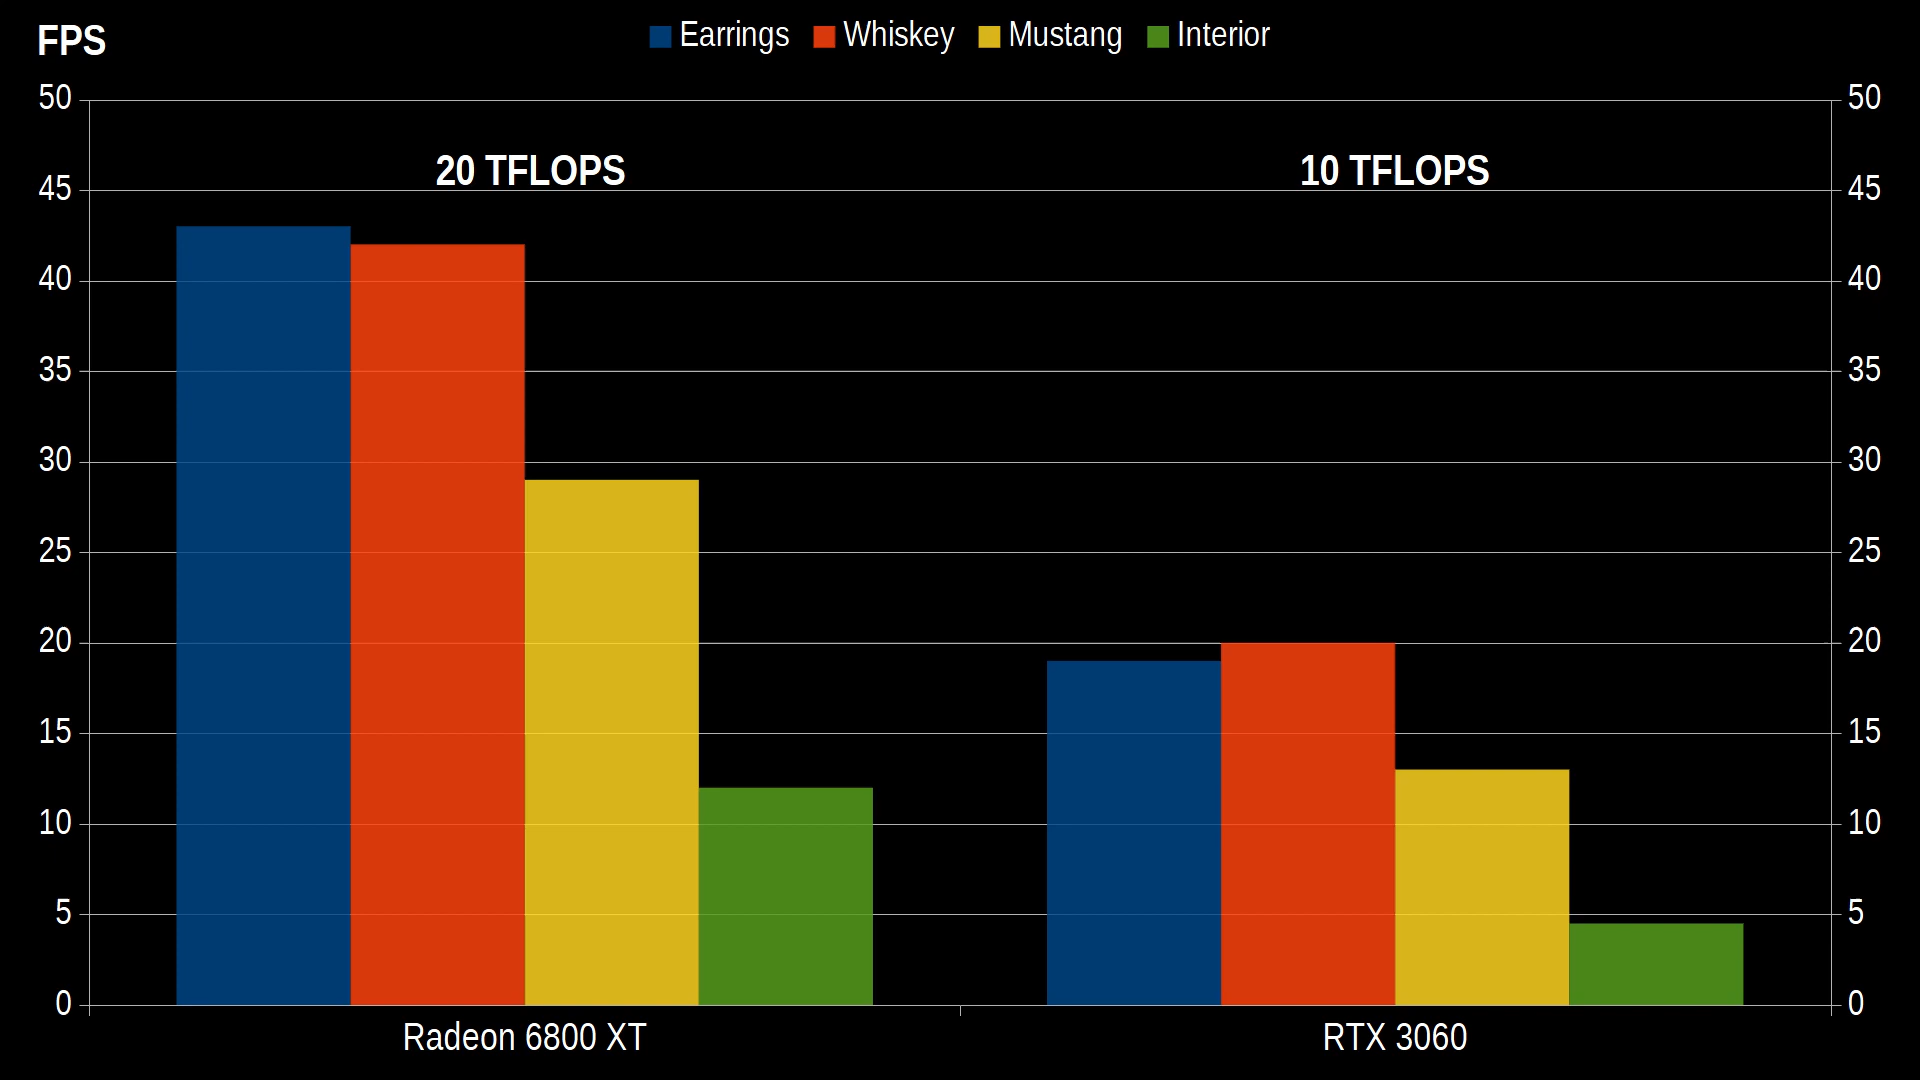 FPS
Earrings Whiskey Mustang Interior
50 50
20 TFLOPS 10 TFLOPS
45 45
40 40
35 35
30 30
25 25
20 20
15 15
10 10
5 5
0 0
Radeon 6800 XT RTX 3060